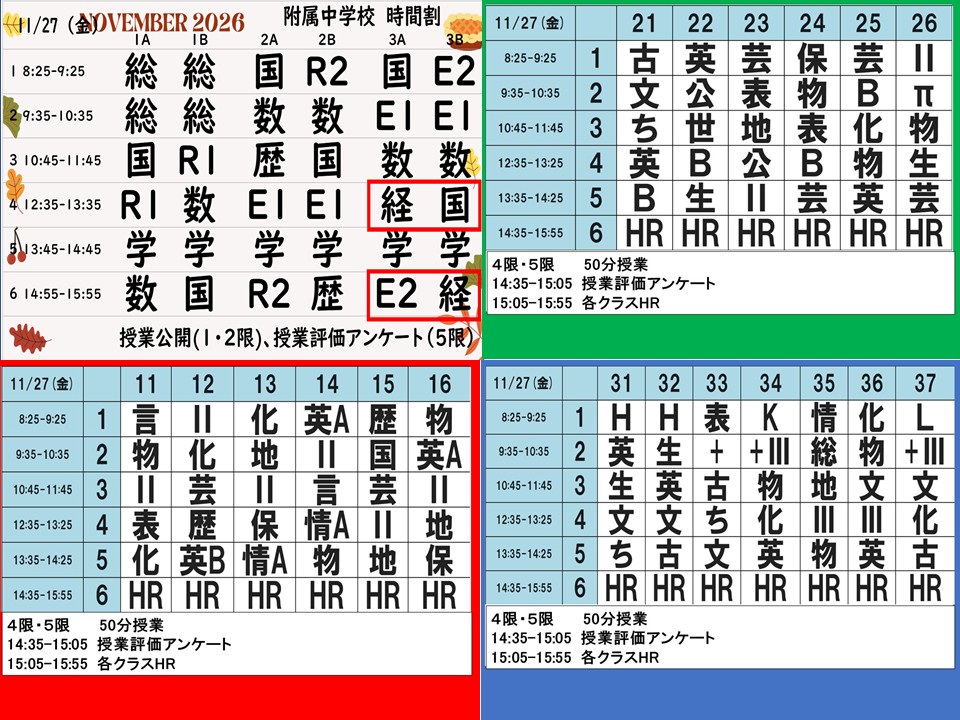 11/27 (金) NOVEMBER 2026 附属中学校 時間割
1A 1B 2A 2B 3A 3B
1 8:25-9:25 総 総 国 R2 国 E2
2 9:35-10:35 総 総 数 数 E1 E1
3 10:45-11:45 国 R1 歴 国 数 数
4 12:35-13:35 R1 数 E1 E1 経 国
5 13:45-14:45 学 学 学 学 学 学
6 14:55-15:55 数 国 R2 歴 E2 経
授業公開(1・2限)、授業評価アンケート(5限)
11/27(金) 21 22 23 24 25 26
8:25-9:25 1 古 英 芸 保 芸 II
9:35-10:35 2 文 公 表 物 B π
10:45-11:45 3 ち 世 地 表 化 物
12:35-13:25 4 英 B 公 B 物 生
13:35-14:25 5 B 生 II 芸 英 芸
14:35-15:55 6 HR HR HR HR HR HR
4限・5限 50分授業
14:35-15:05 授業評価アンケート
15:05-15:55 各クラスHR
11/27(金) 11 12 13 14 15 16
8:25-9:25 1 言 II 化 英A 歴 物
9:35-10:35 2 物 化 地 II 国 英A
10:45-11:45 3 II 芸 II 言 芸 II
12:35-13:25 4 表 歴 保 情A II 地
13:35-14:25 5 化 英B 情A 物 地 保
14:35-15:55 6 HR HR HR HR HR HR
4限・5限 50分授業
14:35-15:05 授業評価アンケート
15:05-15:55 各クラスHR
11/27(金) 31 32 33 34 35 36 37
8:25-9:25 1 H H 表 K 情 化 L
9:35-10:35 2 英 生 + +III 総 物 +III
10:45-11:45 3 生 英 古 物 地 文 文
12:35-13:25 4 文 文 ち 化 III III 化
13:35-14:25 5 ち 古 文 英 物 英 古
14:35-15:55 6 HR HR HR HR HR HR HR
4限・5限 50分授業
14:35-15:05 授業評価アンケート
15:05-15:55 各クラスHR